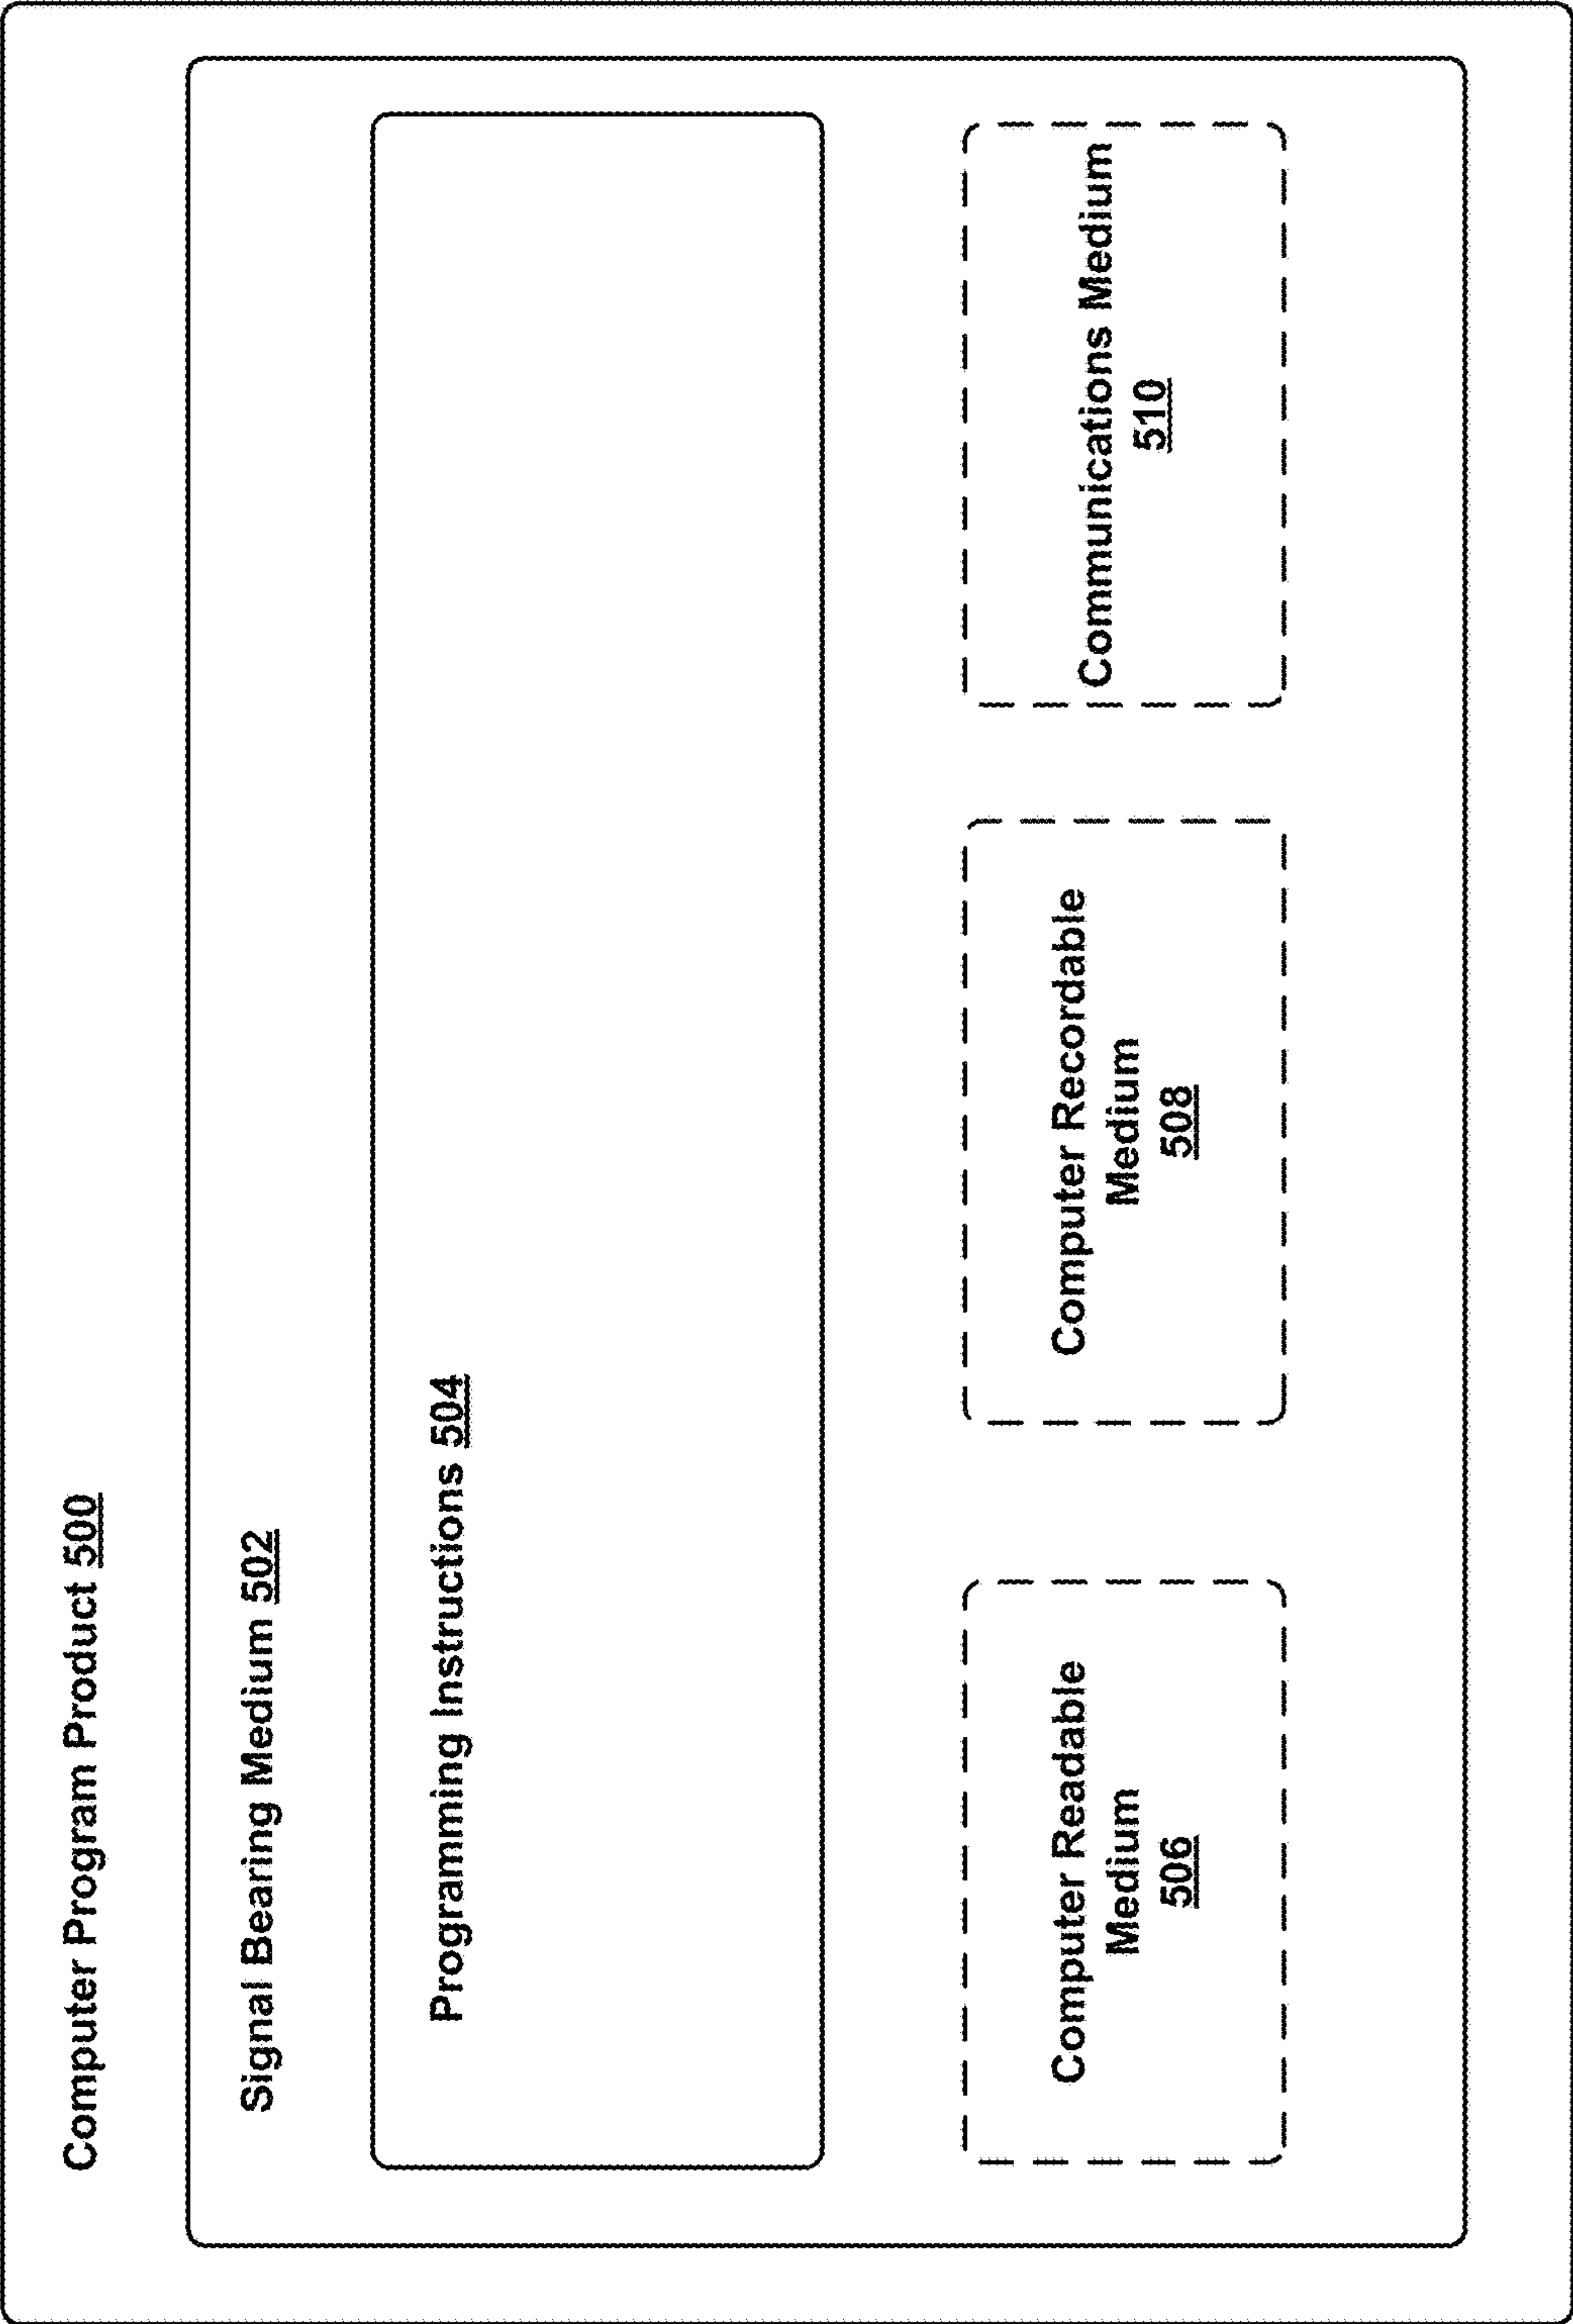 Computer Program Product 500
Signal Bearing Medium 502
Programming Instructions 504
Computer Readable
Medium
506
Computer Recordable
Medium
508
Communications Medium
510